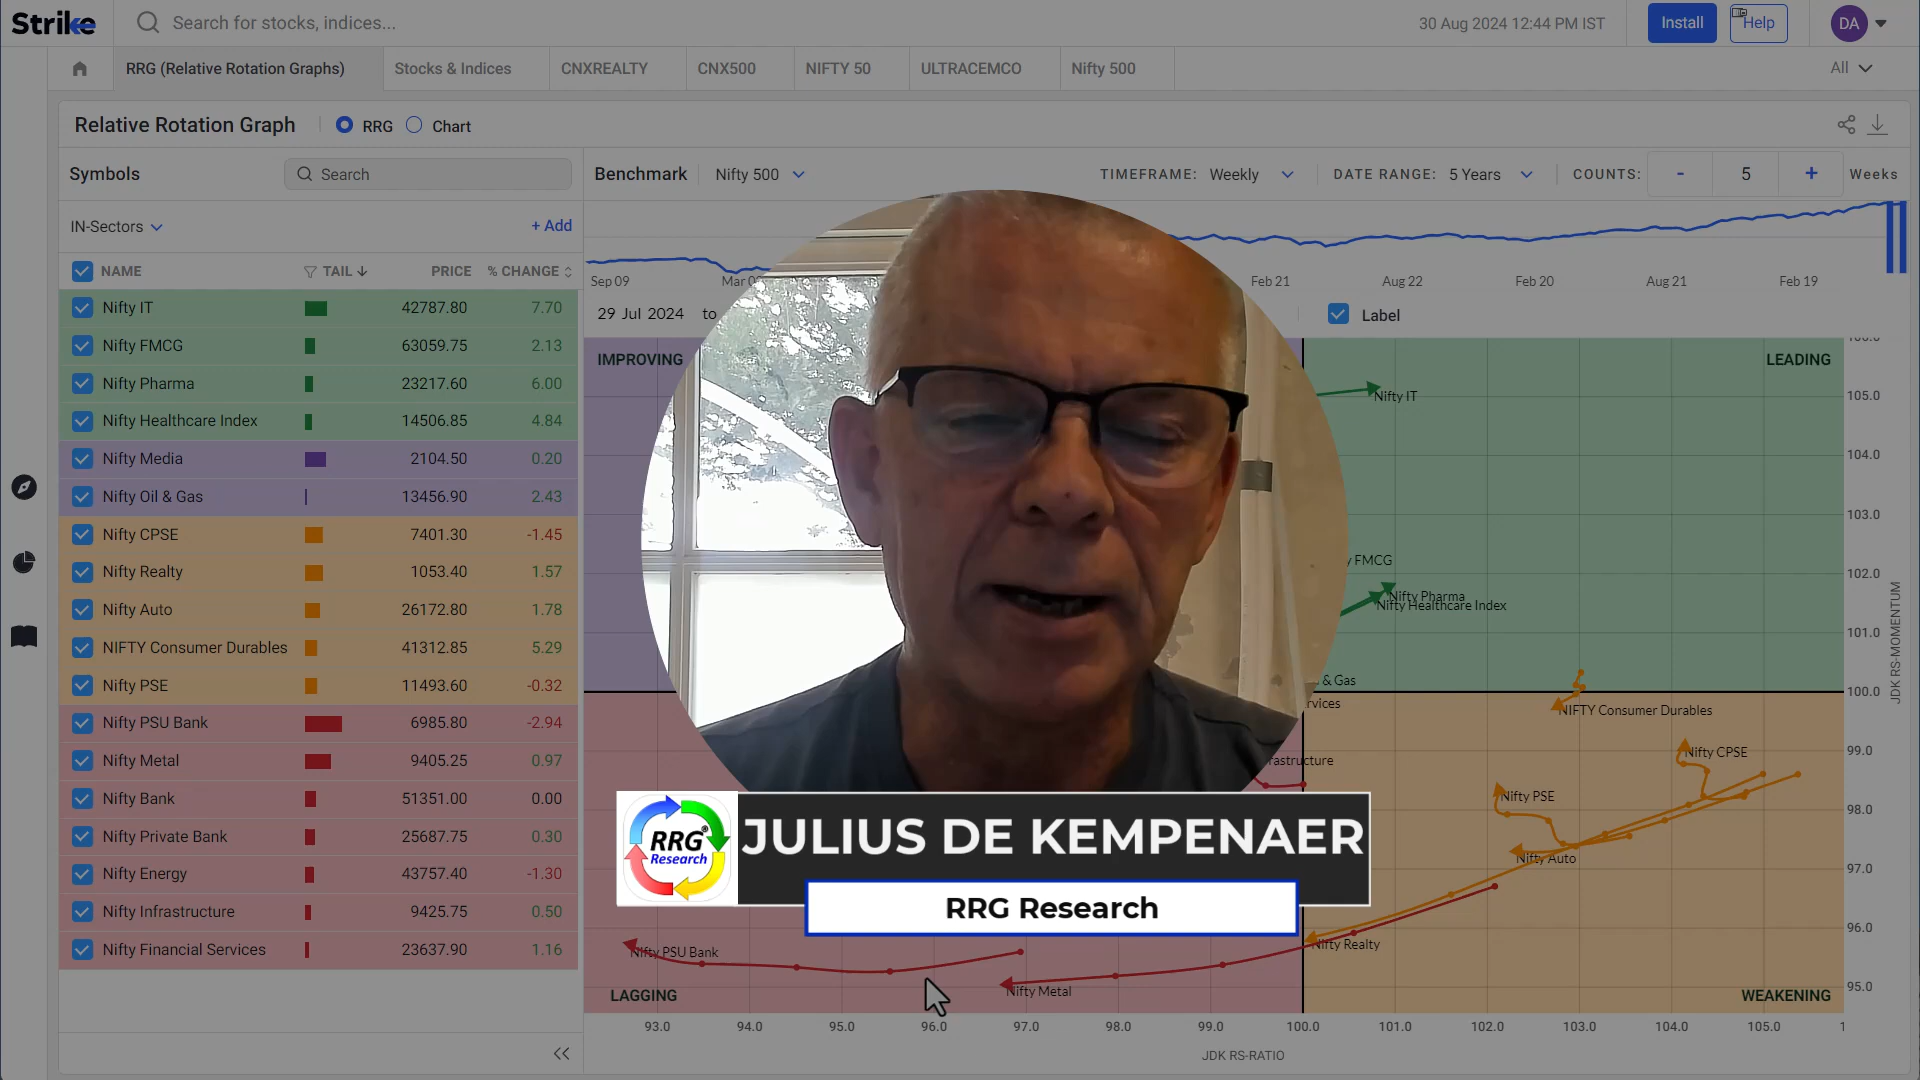 Strike
Search for stocks, indices...
30 Aug 2024 12:44 PM IST
Install
Help
DA
RRG (Relative Rotation Graphs)
Stocks & Indices
CNXREALTY
CNX500
NIFTY 50
ULTRACEMCO
Nifty 500
All
Relative Rotation Graph
RRG
Chart
Symbols
Search
Benchmark
Nifty 500
TIMEFRAME: Weekly
DATE RANGE: 5 Years
COUNTS: - 5 + Weeks
IN-Sectors
+ Add
NAME TAIL PRICE % CHANGE
Nifty IT 42787.80 7.70
Nifty FMCG 63059.75 2.13
Nifty Pharma 23217.60 6.00
Nifty Healthcare Index 14506.85 4.84
Nifty Media 2104.50 0.20
Nifty Oil & Gas 13456.90 2.43
Nifty CPSE 7401.30 -1.45
Nifty Realty 1053.40 1.57
Nifty Auto 26172.80 1.78
NIFTY Consumer Durables 41312.85 5.29
Nifty PSE 11493.60 -0.32
Nifty PSU Bank 6985.80 -2.94
Nifty Metal 9405.25 0.97
Nifty Bank 51351.00 0.00
Nifty Private Bank 25687.75 0.30
Nifty Energy 43757.40 -1.30
Nifty Infrastructure 9425.75 0.50
Nifty Financial Services 23637.90 1.16
Sep 09
Mar
Feb 21
Aug 22
Feb 20
Aug 21
Feb 19
29 Jul 2024 to
Label
IMPROVING
LEADING
Nifty IT
105.0
104.0
103.0
FMCG
102.0
Nifty Pharma
Nifty Healthcare Index
101.0
& Gas
100.0
rvices
NIFTY Consumer Durables
Nifty CPSE
99.0
rastructure
Nifty PSE
98.0
Nifty Auto
97.0
JDK RS-MOMENTUM
RRG®
Research
JULIUS DE KEMPENAER
RRG Research
96.0
Nifty Realty
Nifty PSU Bank
Nifty Metal
95.0
LAGGING
WEAKENING
93.0 94.0 95.0 96.0 97.0 98.0 99.0 100.0 101.0 102.0 103.0 104.0 105.0
JDK RS-RATIO